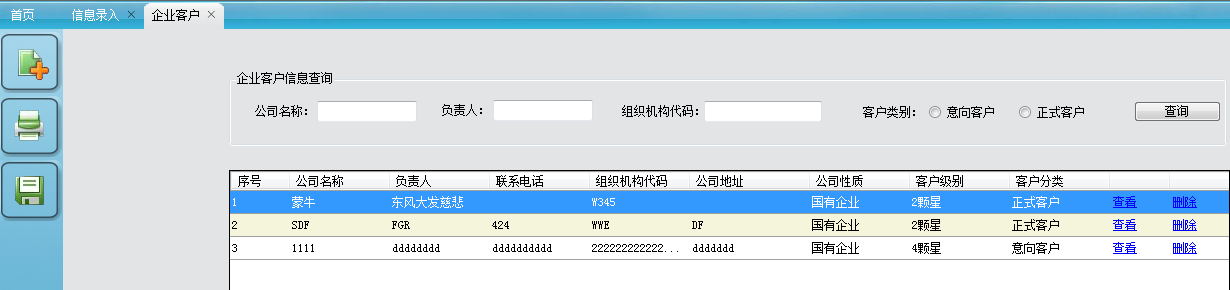 首页 信息录入 × 企业客户 ×
企业客户信息查询
公司名称: 负责人: 组织机构代码: 客户类别: 意向客户 正式客户 查询
序号 公司名称 负责人 联系电话 组织机构代码 公司地址 公司性质 客户级别 客户分类
1 蒙牛 东风大发慈悲 W345 国有企业 2颗星 正式客户 查看 删除
2 SDF FGR 424 WWE DF 国有企业 2颗星 正式客户 查看 删除
3 1111 dddddddd dddddddddd 222222222222... ddddddd 国有企业 4颗星 意向客户 查看 删除